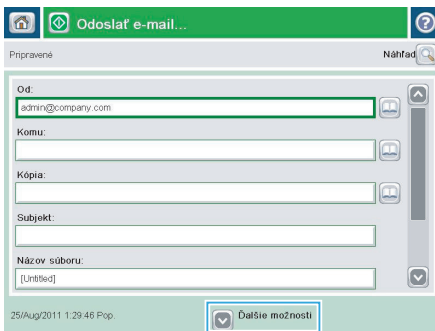 Odoslať e-mail...
Pripravené Náhľad
Od:
admin@company.com
Komu:
Kópia:
Subjekt:
Názov súboru:
[Untitled]
25/Aug/2011 1:29:46 Pop. Ďalšie možnosti